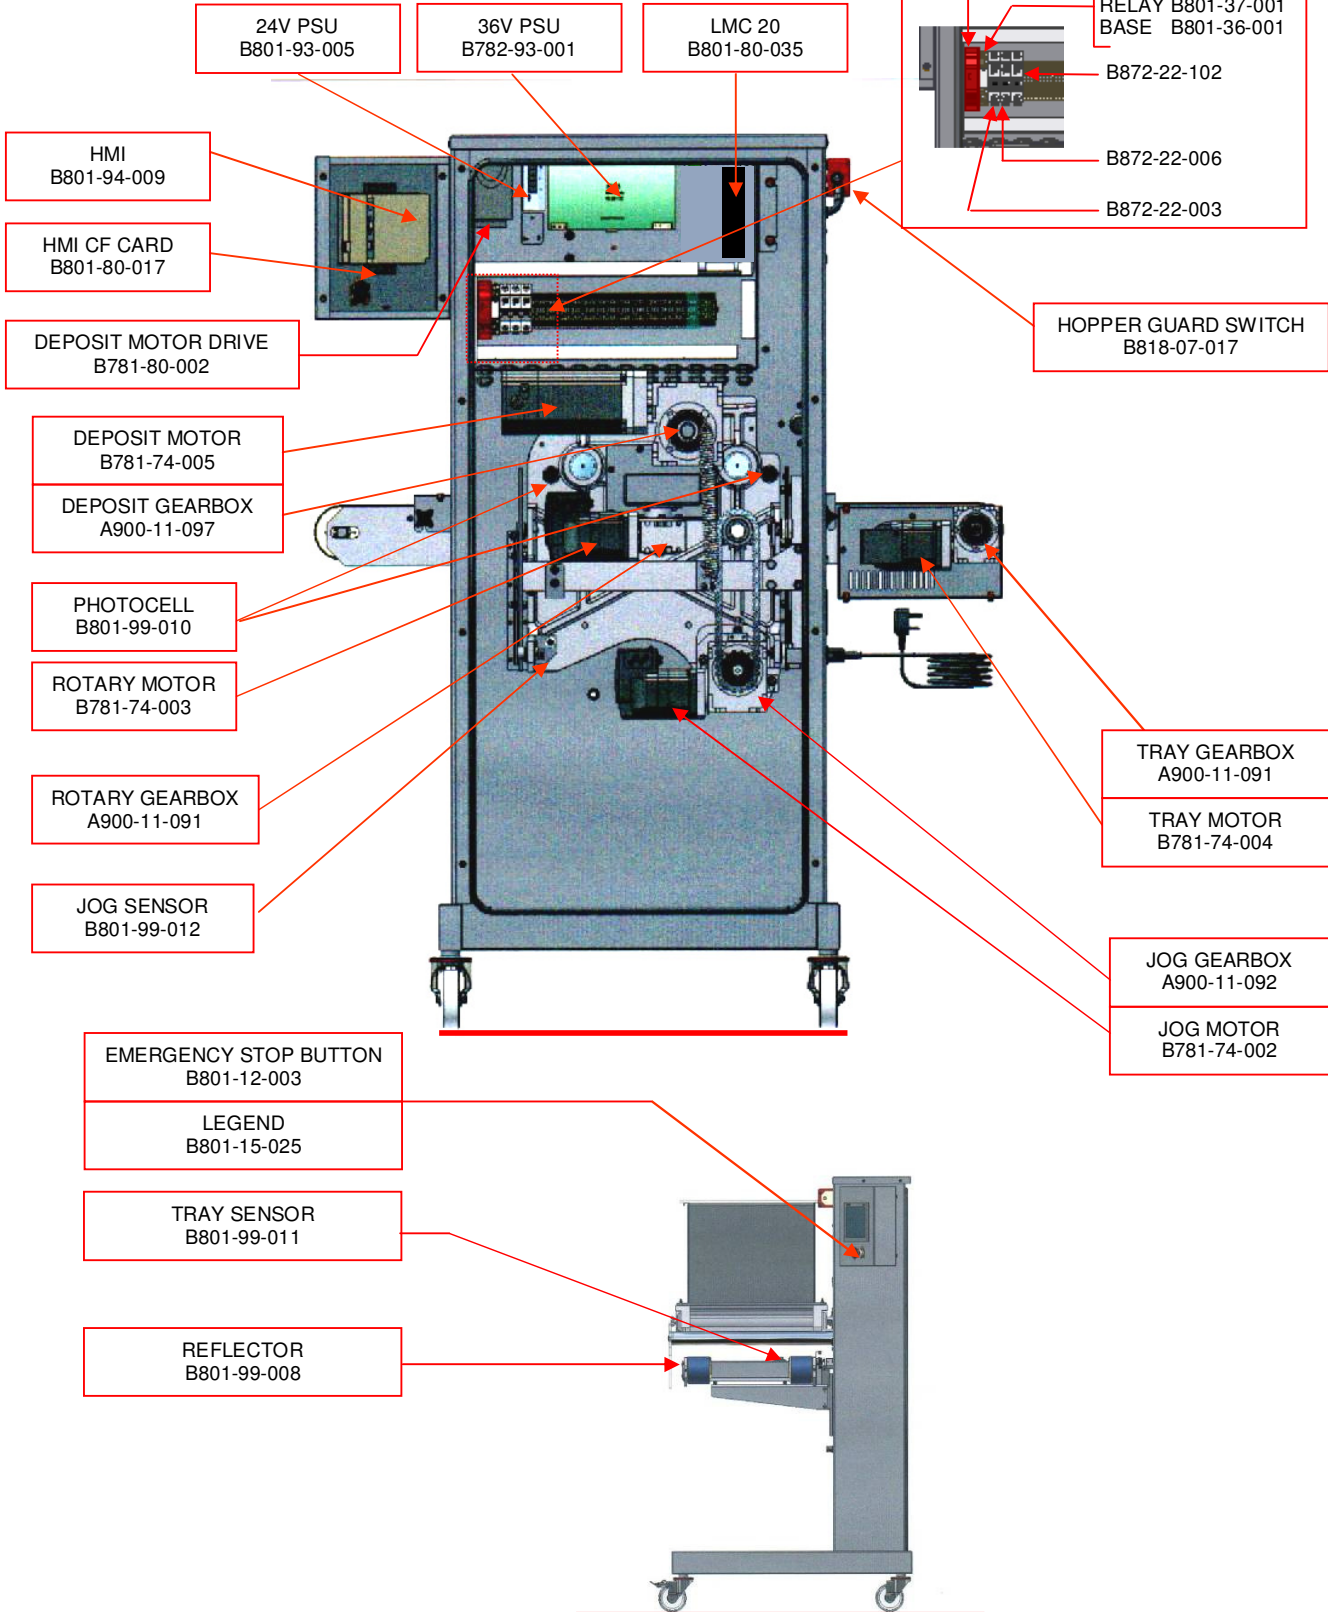 24V PSU
B801-93-005
36V PSU
B782-93-001
LMC 20
B801-80-035
RELAY B801-37-001
BASE B801-36-001
B872-22-102
B872-22-006
B872-22-003
HMI
B801-94-009
HMI CF CARD
B801-80-017
DEPOSIT MOTOR DRIVE
B781-80-002
HOPPER GUARD SWITCH
B818-07-017
DEPOSIT MOTOR
B781-74-005
DEPOSIT GEARBOX
A900-11-097
PHOTOCELL
B801-99-010
ROTARY MOTOR
B781-74-003
ROTARY GEARBOX
A900-11-091
JOG SENSOR
B801-99-012
TRAY GEARBOX
A900-11-091
TRAY MOTOR
B781-74-004
JOG GEARBOX
A900-11-092
JOG MOTOR
B781-74-002
EMERGENCY STOP BUTTON
B801-12-003
LEGEND
B801-15-025
TRAY SENSOR
B801-99-011
REFLECTOR
B801-99-008